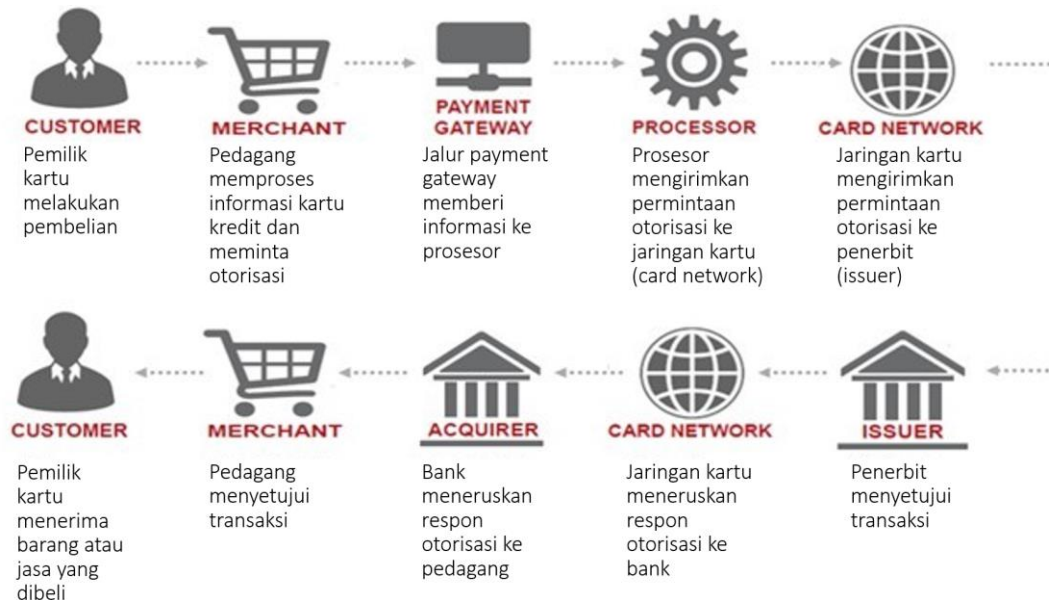 CUSTOMER
Pemilik
kartu
melakukan
pembelian
MERCHANT
Pedagang
memproses
informasi kartu
kredit dan
meminta
otorisasi
PAYMENT
GATEWAY
Jalur payment
gateway
memberi
informasi ke
prosesor
PROCESSOR
Prosesor
mengirimkan
permintaan
otorisasi ke
jaringan kartu
(card network)
CARD NETWORK
Jaringan kartu
mengirimkan
permintaan
otorisasi ke
penerbit
(issuer)
CUSTOMER
Pemilik
kartu
menerima
barang atau
jasa yang
dibeli
MERCHANT
Pedagang
menyetujui
transaksi
ACQUIRER
Bank
meneruskan
respon
otorisasi ke
pedagang
CARD NETWORK
Jaringan kartu
meneruskan
respon
otorisasi ke
bank
ISSUER
Penerbit
menyetujui
transaksi